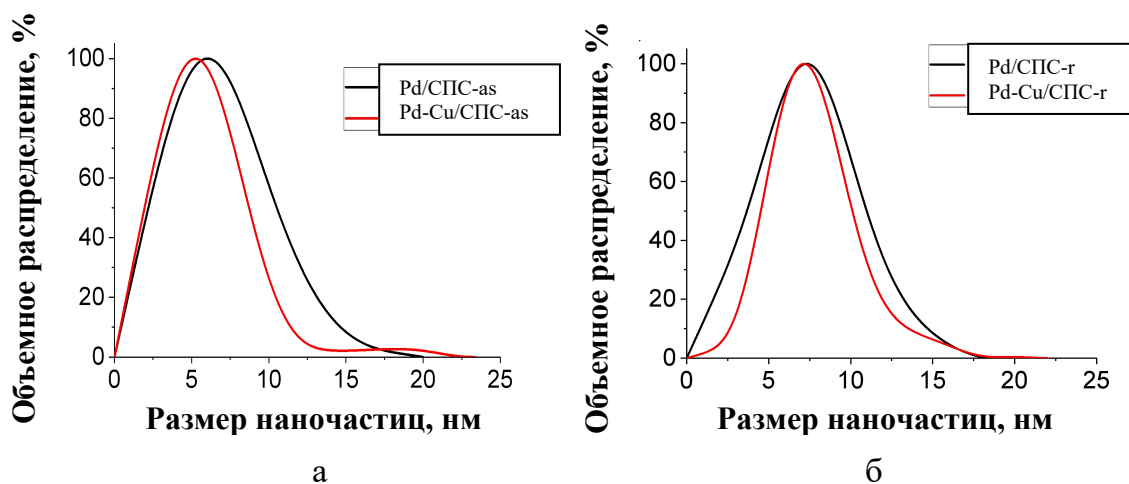 Объемное распределение, %
100
80
60
40
20
0
Pd/СПС-as
Pd-Cu/СПС-as
0 5 10 15 20 25
Размер наночастиц, нм
а
Объемное распределение, %
100
80
60
40
20
0
Pd/СПС-r
Pd-Cu/СПС-r
0 5 10 15 20 25
Размер наночастиц, нм
б